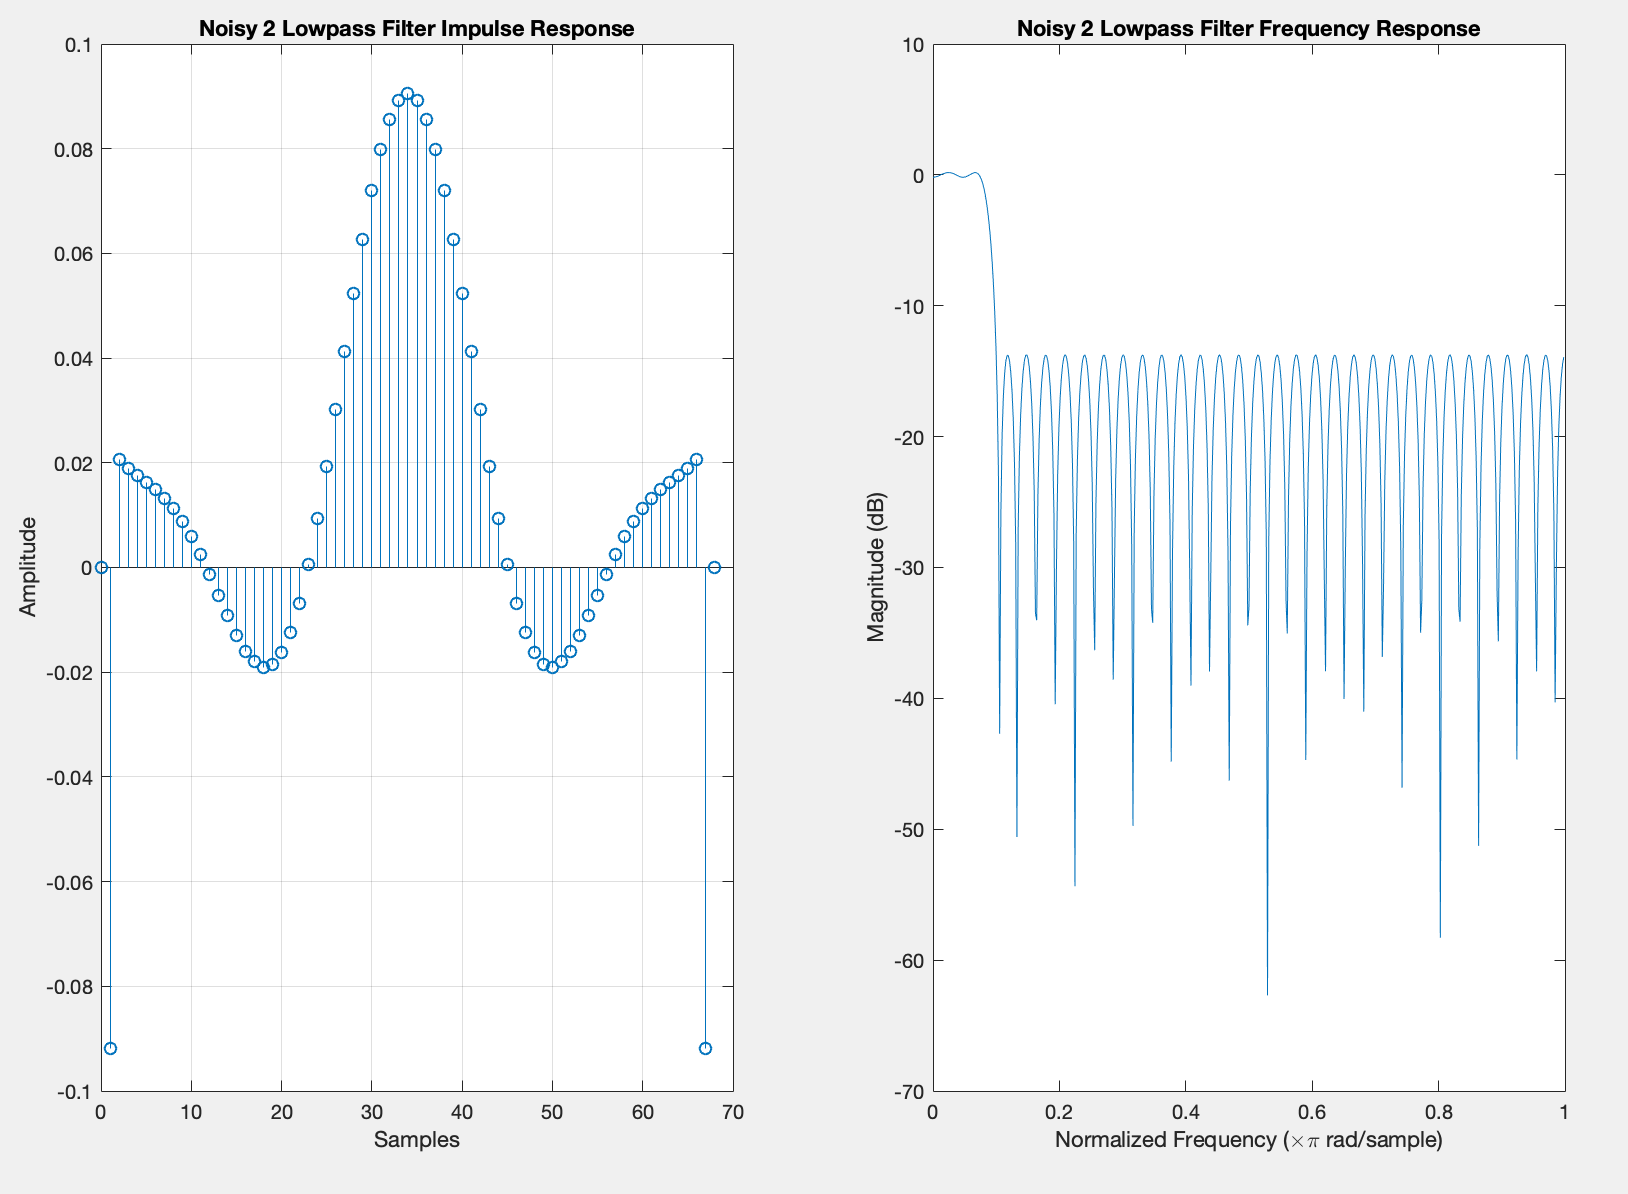 Noisy 2 Lowpass Filter Impulse Response
0.1
0.08
0.06
0.04
0.02
0
-0.02
-0.04
-0.06
-0.08
-0.1
Amplitude
0 10 20 30 40 50 60 70
Samples
Noisy 2 Lowpass Filter Frequency Response
10
0
-10
-20
-30
-40
-50
-60
-70
Magnitude (dB)
0 0.2 0.4 0.6 0.8 1
Normalized Frequency (×π rad/sample)